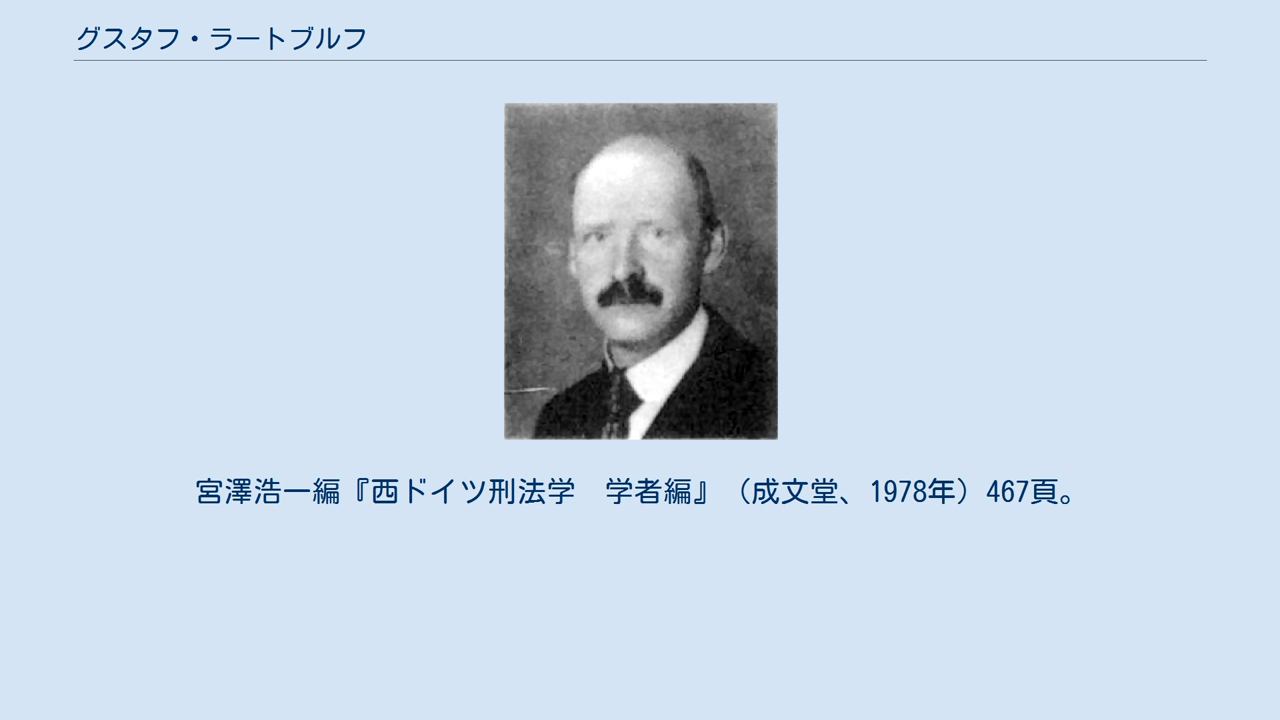 グスタフ・ラートブルフ
宮澤浩一編『西ドイツ刑法学　学者編』（成文堂、1978年）467頁。